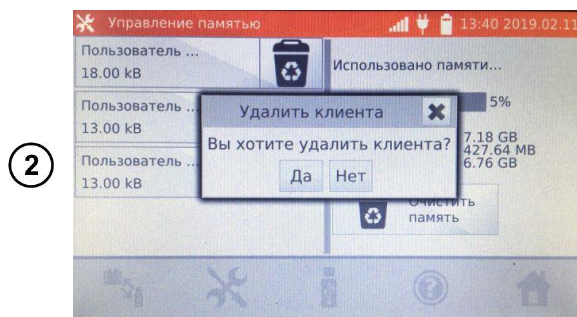 Управление памятью
13:40 2019.02.11
Пользователь ...
18.00 kB
Использовано памяти...
Пользователь ...
13.00 kB
5%
Удалить клиента
Вы хотите удалить клиента?
7.18 GB
427.64 MB
6.76 GB
Пользователь ...
13.00 kB
Да
Нет
Очистить
память
2